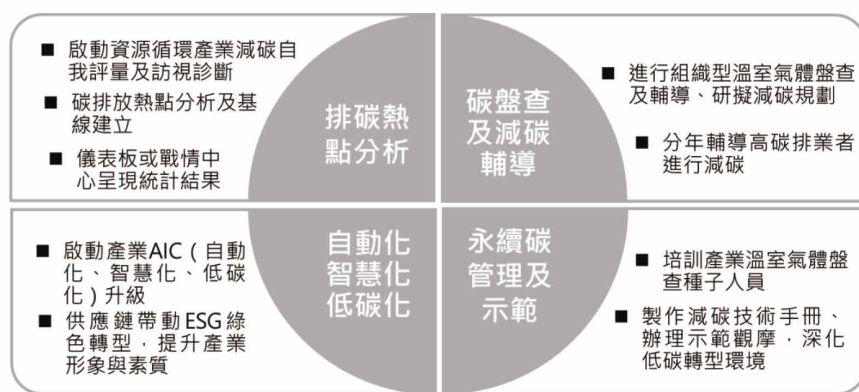 ■ 啟動資源循環產業減碳自
我評量及訪視診斷
■ 碳排放熱點分析及基
線建立
■ 儀表板或戰情中
心呈現統計結果
排碳熱
點分析
碳盤查
及減碳
輔導
■ 進行組織型溫室氣體盤查
及輔導、研擬減碳規劃
■ 分年輔導高碳排業者
進行減碳
■ 啟動產業AIC（自動
化、智慧化、低碳
化）升級
■ 供應鏈帶動ESG綠
色轉型，提升產業
形象與素質
自動化
智慧化
低碳化
永續碳
管理及
示範
■ 培訓產業溫室氣體盤
查種子人員
■ 製作減碳技術手冊、
辦理示範觀摩，深化
低碳轉型環境